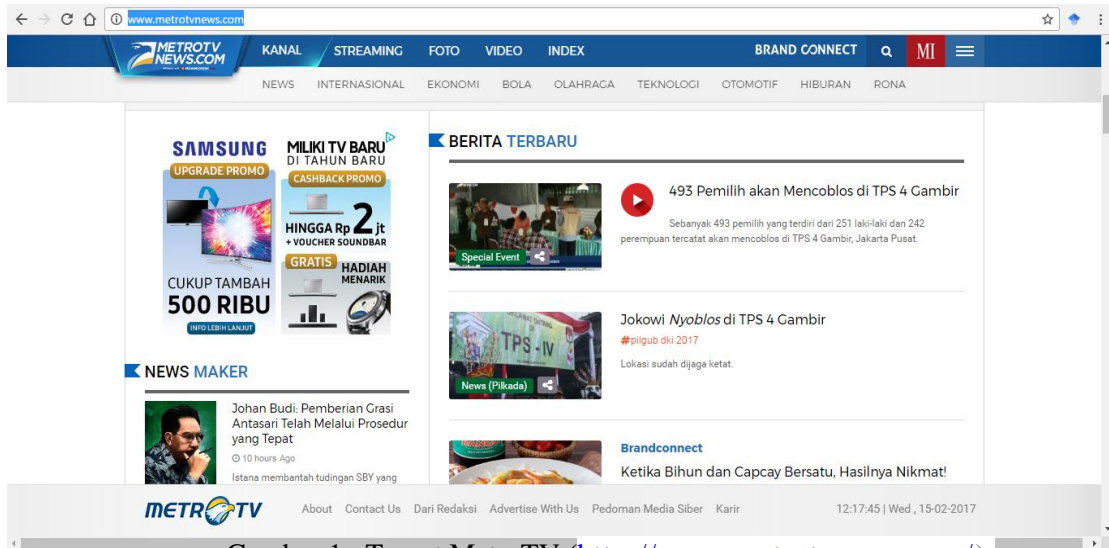 www.metrotvnews.com
METROTV
NEWS.COM
KANAL STREAMING FOTO VIDEO INDEX BRAND CONNECT MI
NEWS INTERNASIONAL EKONOMI BOLA OLAHRAGA TEKNOLOGI OTOMOTIF HIBURAN RONA
SAMSUNG
UPGRADE PROMO
CUKUP TAMBAH
500 RIBU
INFO LEBIH LANJUT
MILIKI TV BARU
DI TAHUN BARU
CASHBACK PROMO
HINGGA Rp 2 jt
+ VOUCHER SOUNDBAR
GRATIS HADIAH
MENARIK
NEWS MAKER
Johan Budi: Pemberian Grasi
Antasari Telah Melalui Prosedur
yang Tepat
10 hours Ago
Istana membantah tudingan SBY yang
BERITA TERBARU
Special Event
493 Pemilih akan Mencoblos di TPS 4 Gambir
Sebanyak 493 pemilih yang terdiri dari 251 laki-laki dan 242
perempuan tercatat akan mencoblos di TPS 4 Gambir, Jakarta Pusat.
TPS - IV
News (Pilkada)
Jokowi Nyoblos di TPS 4 Gambir
#pilgub dki 2017
Lokasi sudah dijaga ketat.
Brandconnect
Ketika Bihun dan Capcay Bersatu, Hasilnya Nikmat!
METROTV About Contact Us Dari Redaksi Advertise With Us Pedoman Media Siber Karir 12:17:45 | Wed , 15-02-2017